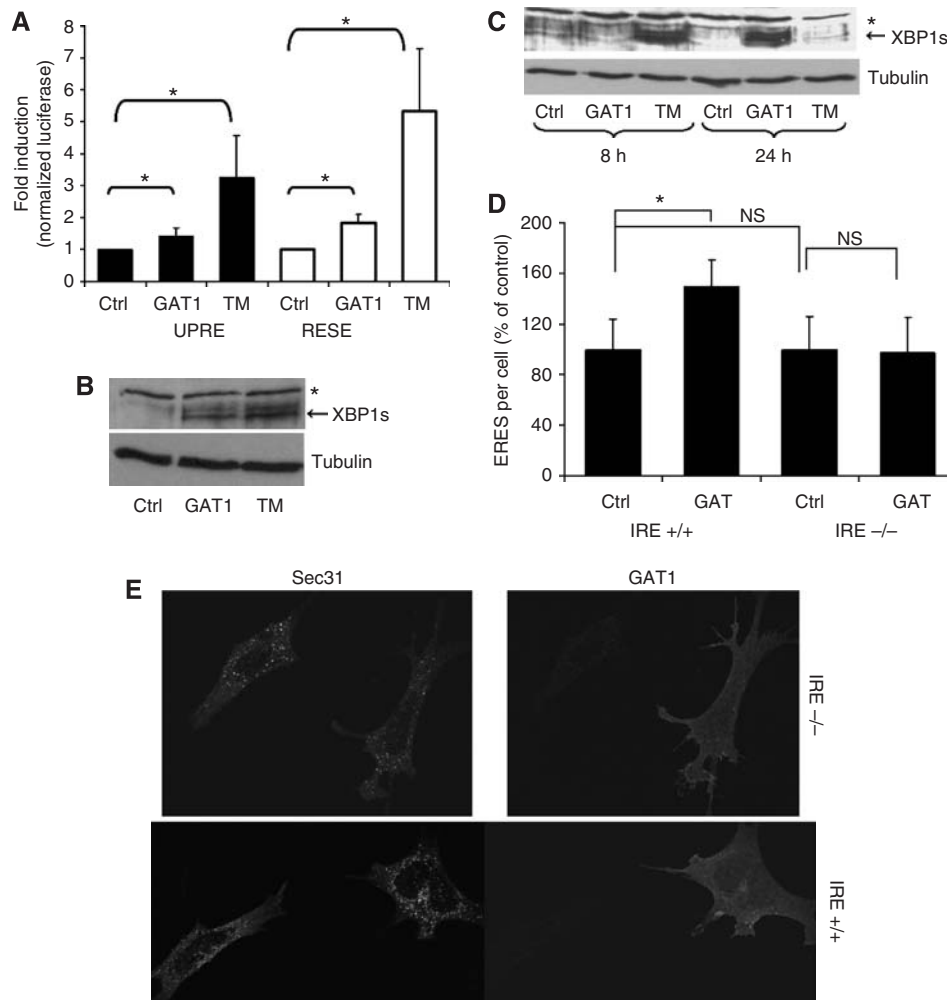 A
Fold induction
(normalized luciferase)
8
7
6
5
4
3
2
1
0
*
*
*
*
Ctrl GAT1 TM Ctrl GAT1 TM
UPRE RESE
B
*
← XBP1s
Tubulin
Ctrl GAT1 TM
C
*
← XBP1s
Tubulin
Ctrl GAT1 TM Ctrl GAT1 TM
8 h 24 h
D
ERES per cell (% of control)
200
160
120
80
40
0
*
NS
NS
Ctrl GAT Ctrl GAT
IRE +/+ IRE –/–
E
Sec31 GAT1
IRE –/–
IRE +/+